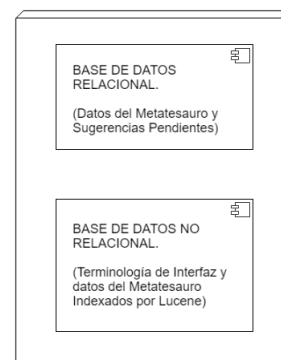 BASE DE DATOS
RELACIONAL.
(Datos del Metatesauro y
Sugerencias Pendientes)
BASE DE DATOS NO
RELACIONAL.
(Terminología de Interfaz y
datos del Metatesauro
Indexados por Lucene)